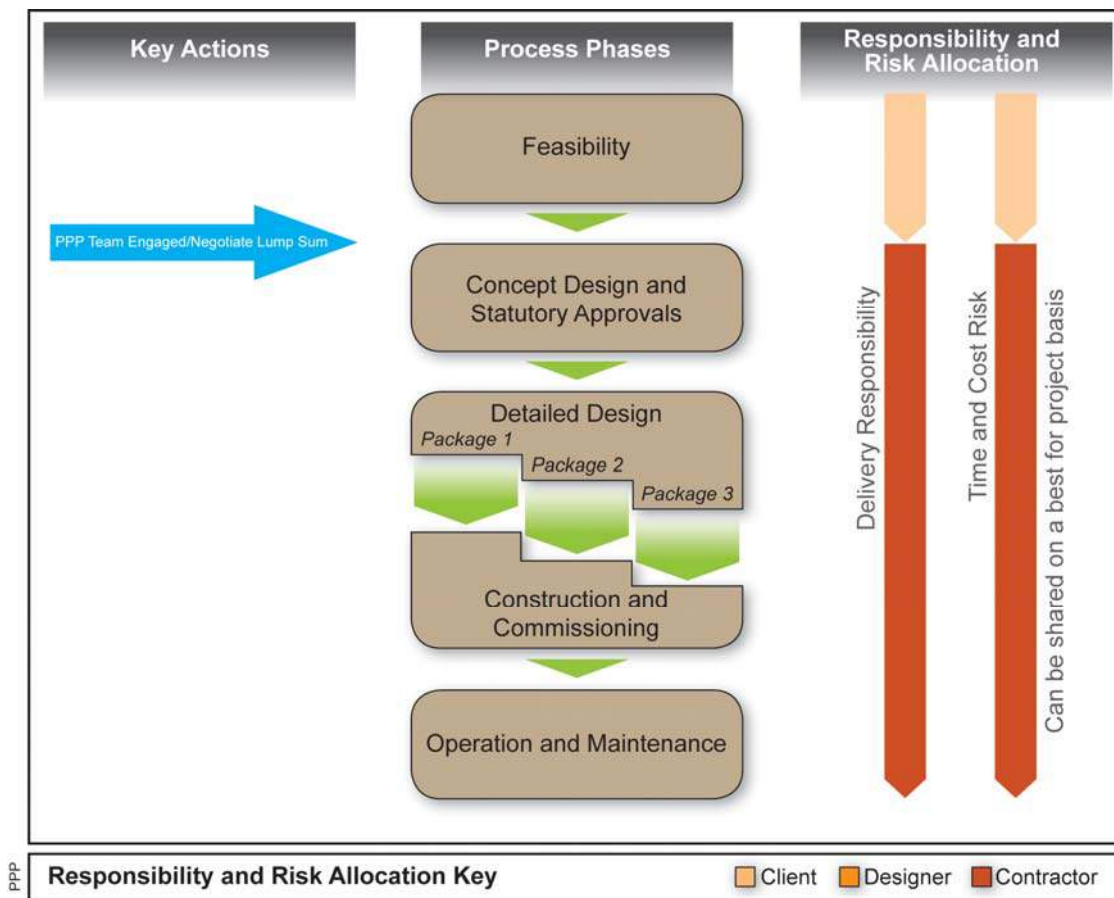 Key Actions
Process Phases
Responsibility and
Risk Allocation
Feasibility
PPP Team Engaged/Negotiate Lump Sum
Concept Design and
Statutory Approvals
Detailed Design
Package 1
Package 2
Package 3
Construction and
Commissioning
Operation and Maintenance
Delivery Responsibility
Time and Cost Risk
Can be shared on a best for project basis
PPP
Responsibility and Risk Allocation Key
Client
Designer
Contractor